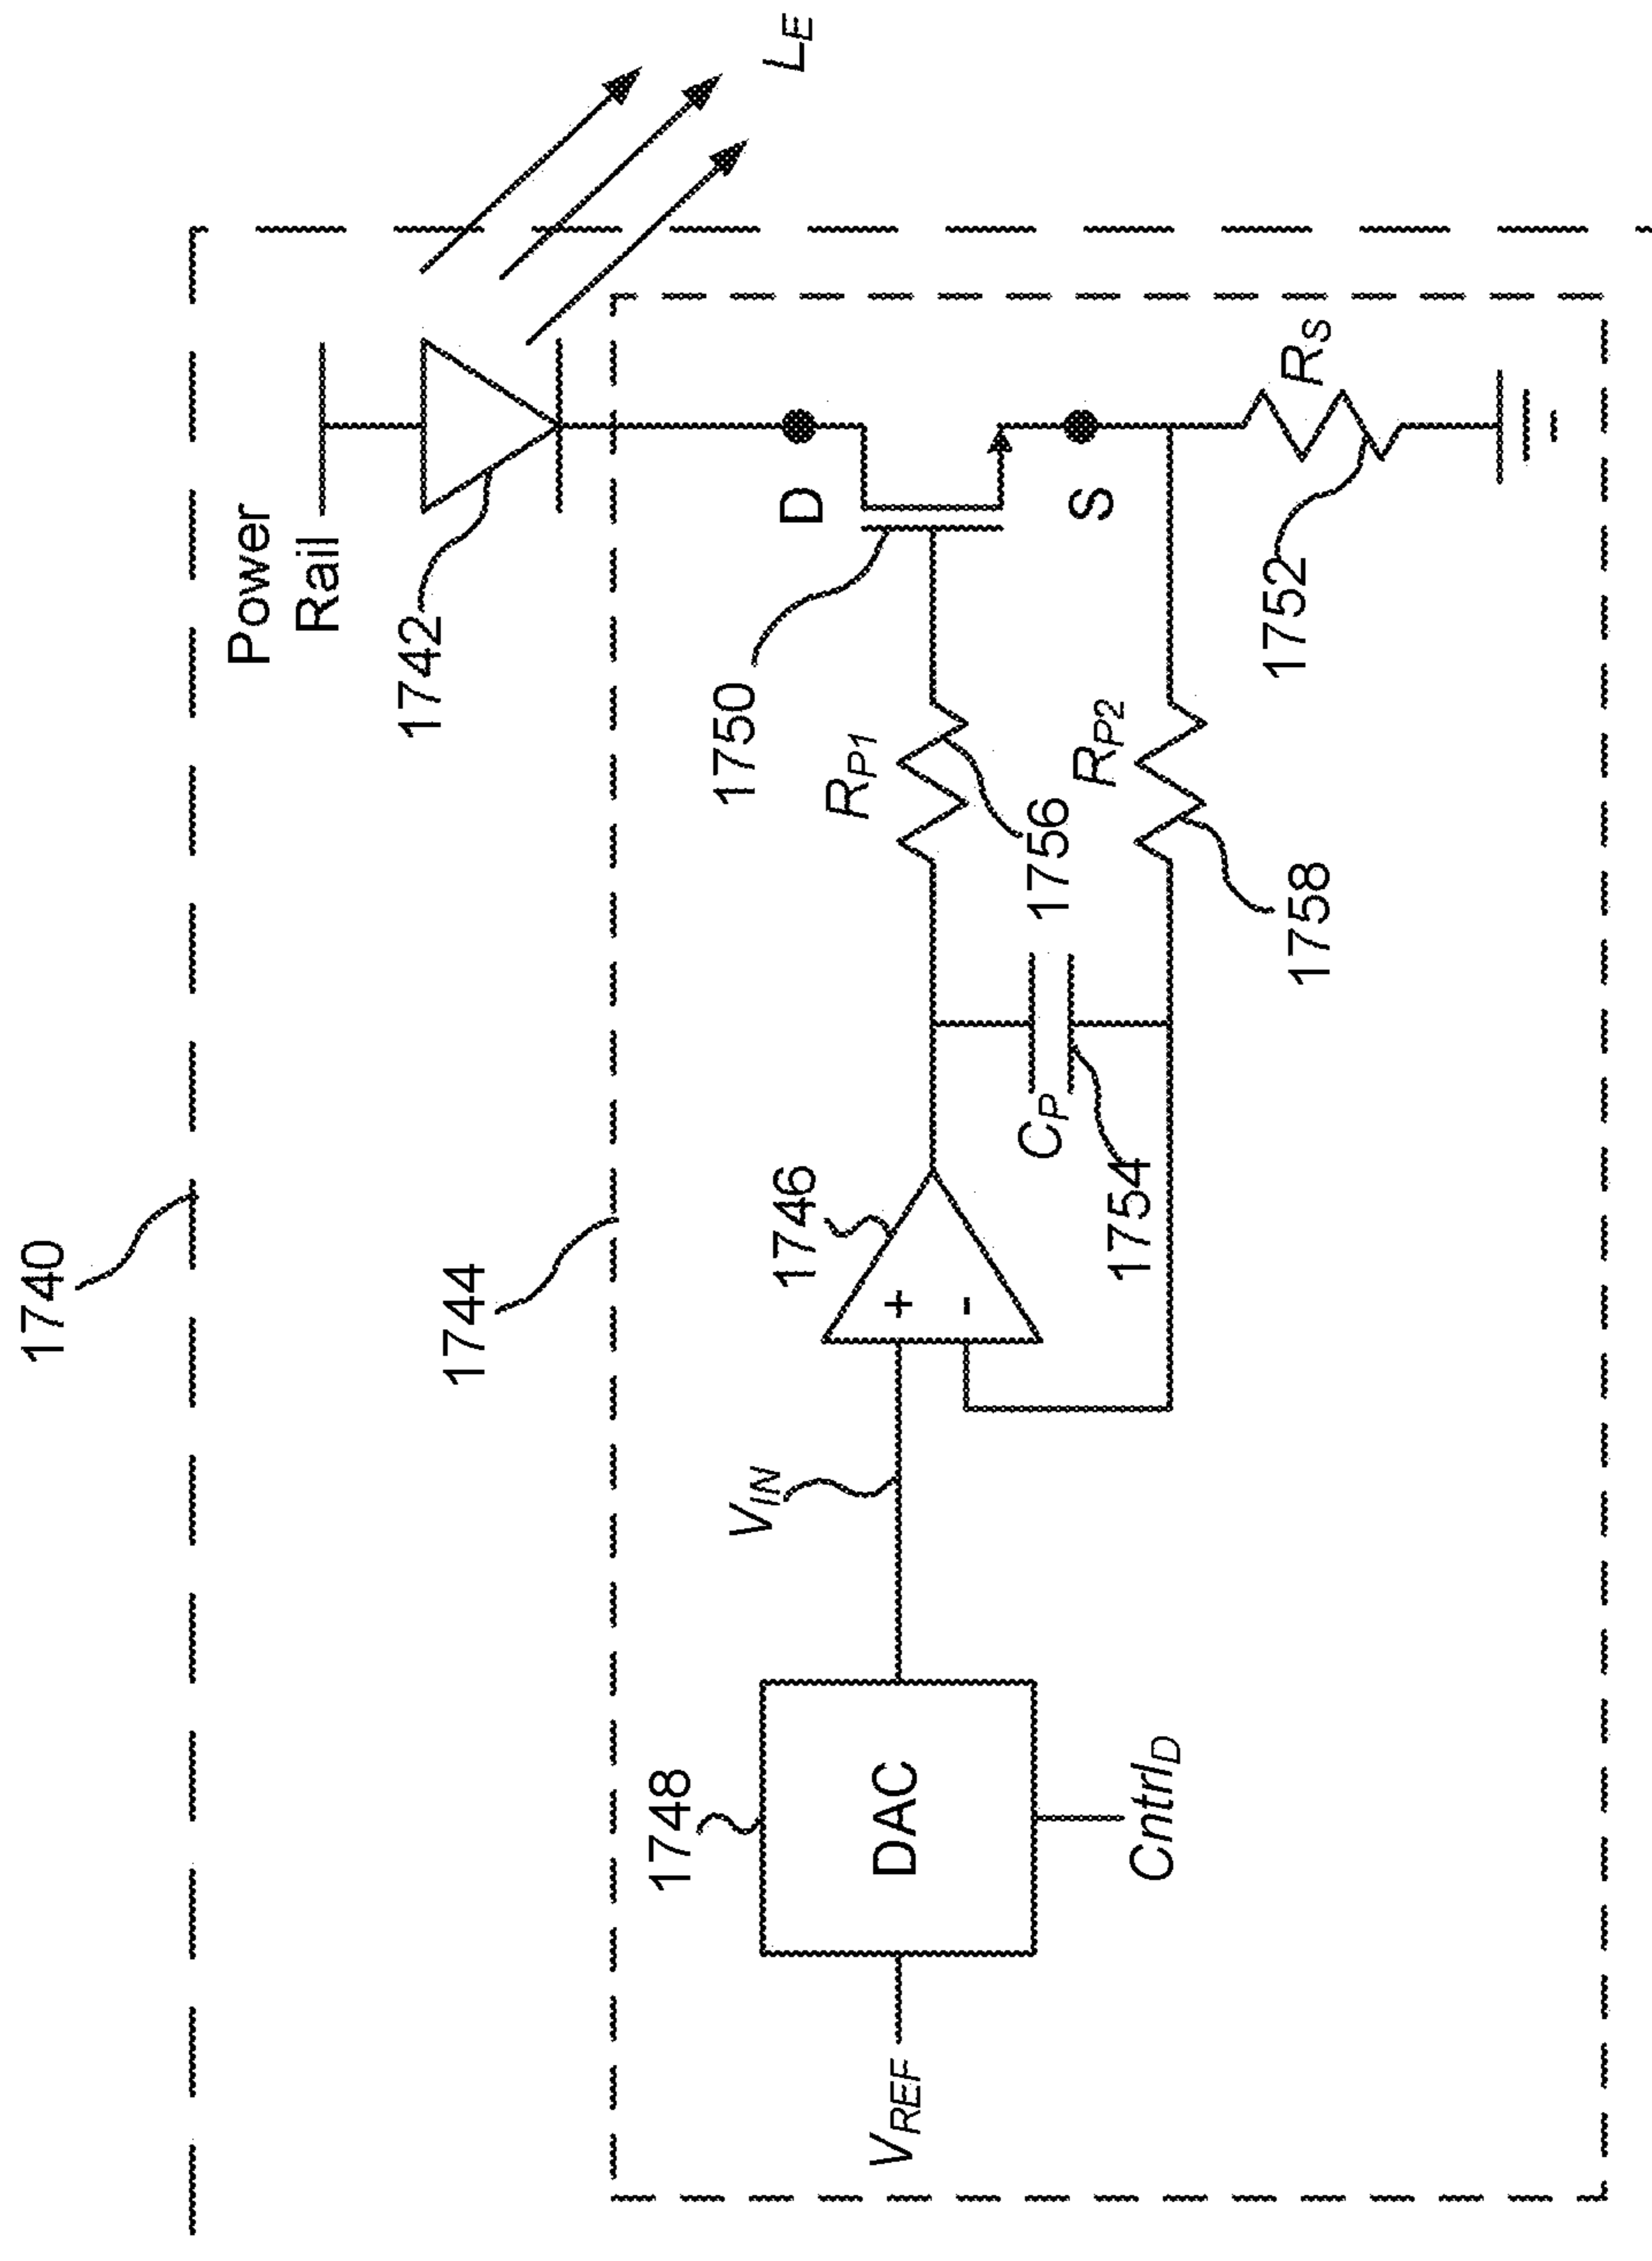 1740
Power
Rail
1742
L_E
1744
D
1750
S
R_S
1752
R_P1
1756
R_P2
1758
C_P
1754
1746
+
-
V_IN
1748
DAC
V_REF
Cntrl_D